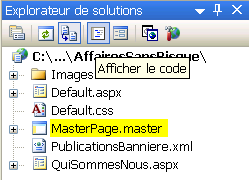 Explorateur de solutions
C:\...\AffairesSansRisque\
Images
Afficher le code
Default.aspx
Default.css
MasterPage.master
PublicationsBanniere.xml
QuiSommesNous.aspx